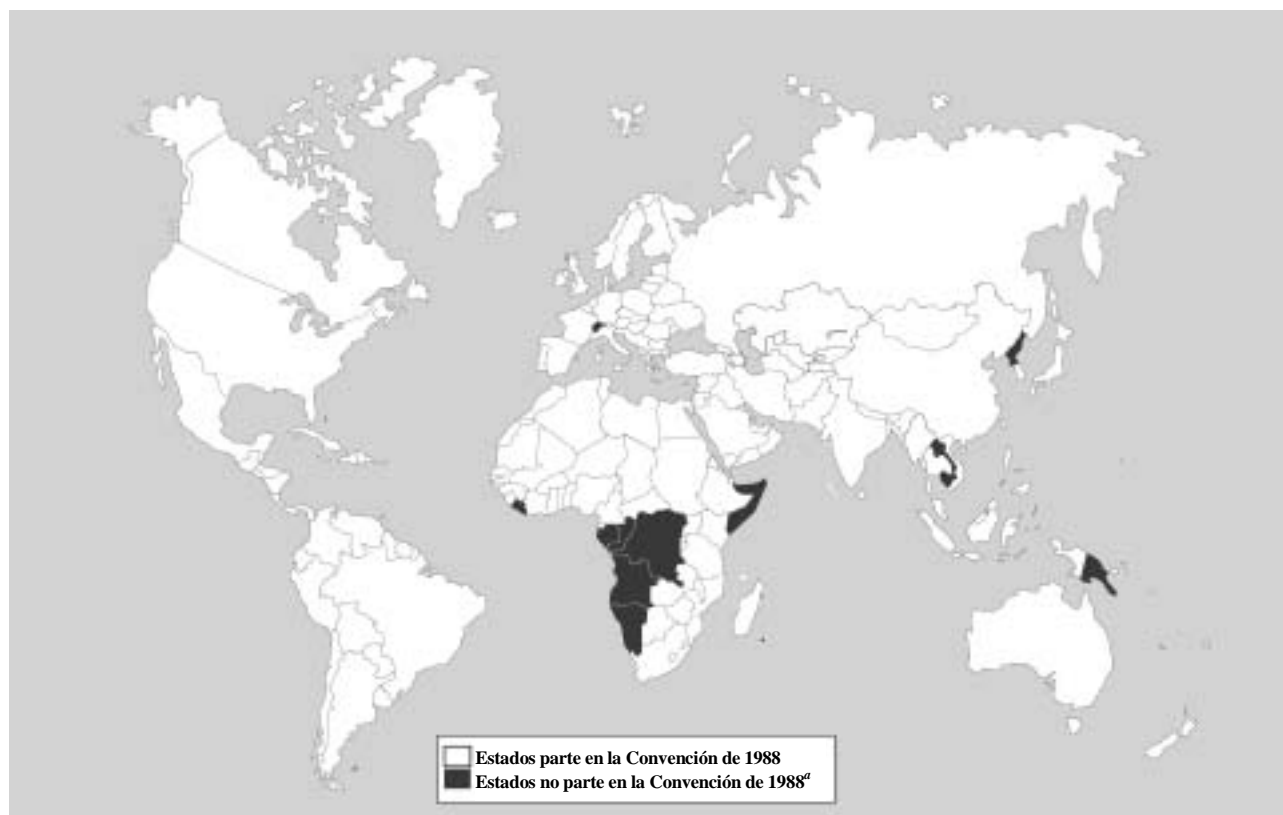 Estados parte en la Convención de 1988
Estados no parte en la Convención de 1988ᵃ